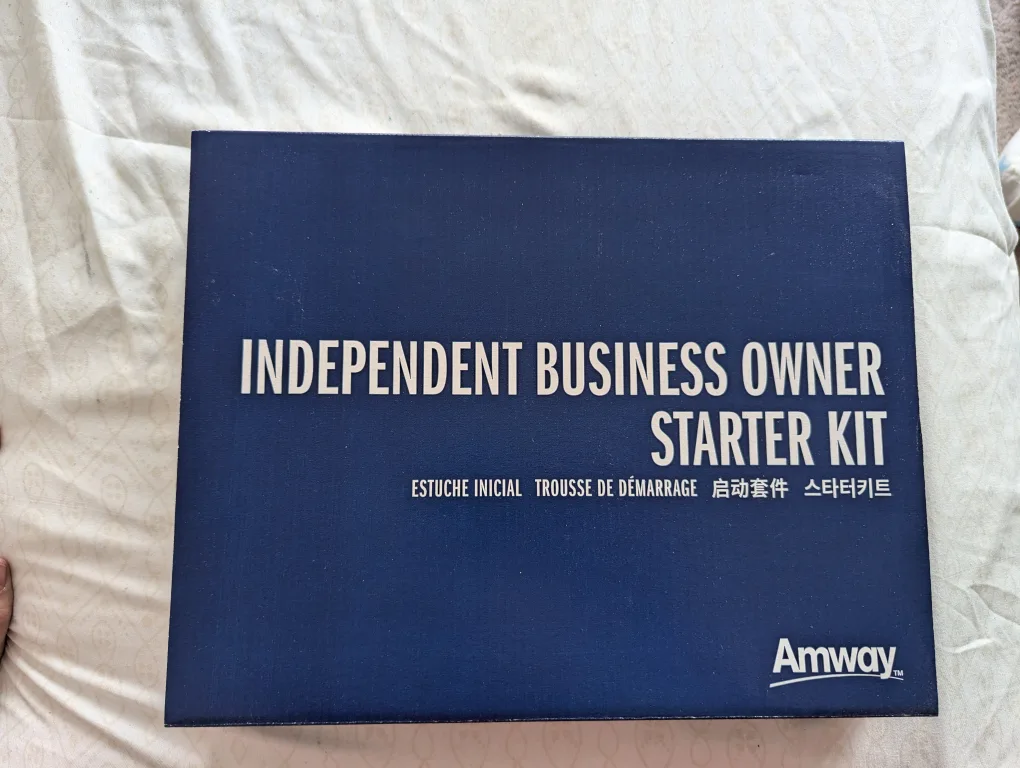 INDEPENDENT BUSINESS OWNER
STARTER KIT
ESTUCHE INICIAL TROUSSE DE DÉMARRAGE 启动套件 스타터키트
Amway™